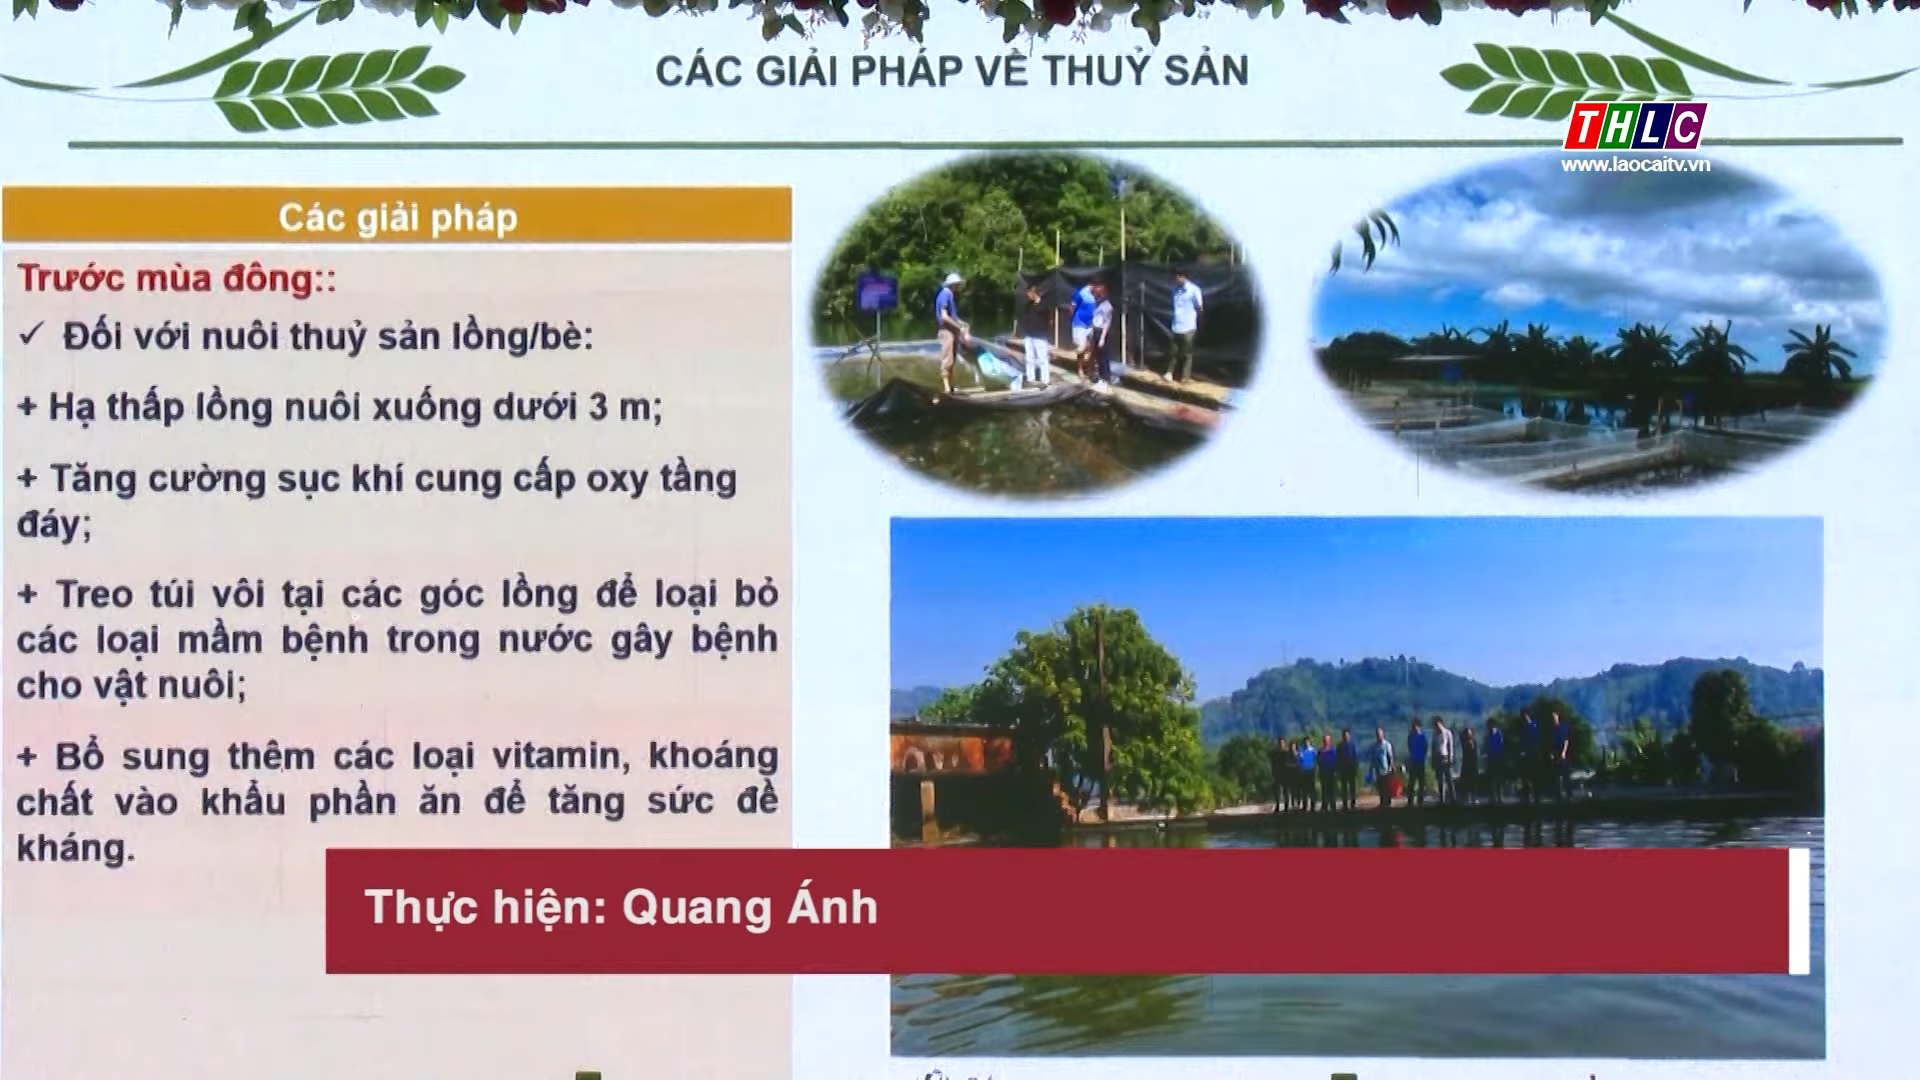 CÁC GIẢI PHÁP VỀ THUỶ SẢN
THLC
www.laocaitv.vn
Các giải pháp
Trước mùa đông::
✓ Đối với nuôi thuỷ sản lồng/bè:
+ Hạ thấp lồng nuôi xuống dưới 3 m;
+ Tăng cường sục khí cung cấp oxy tầng
đáy;
+ Treo túi vôi tại các góc lồng để loại bỏ
các loại mầm bệnh trong nước gây bệnh
cho vật nuôi;
+ Bổ sung thêm các loại vitamin, khoáng
chất vào khẩu phần ăn để tăng sức đề
kháng.
Thực hiện: Quang Ánh